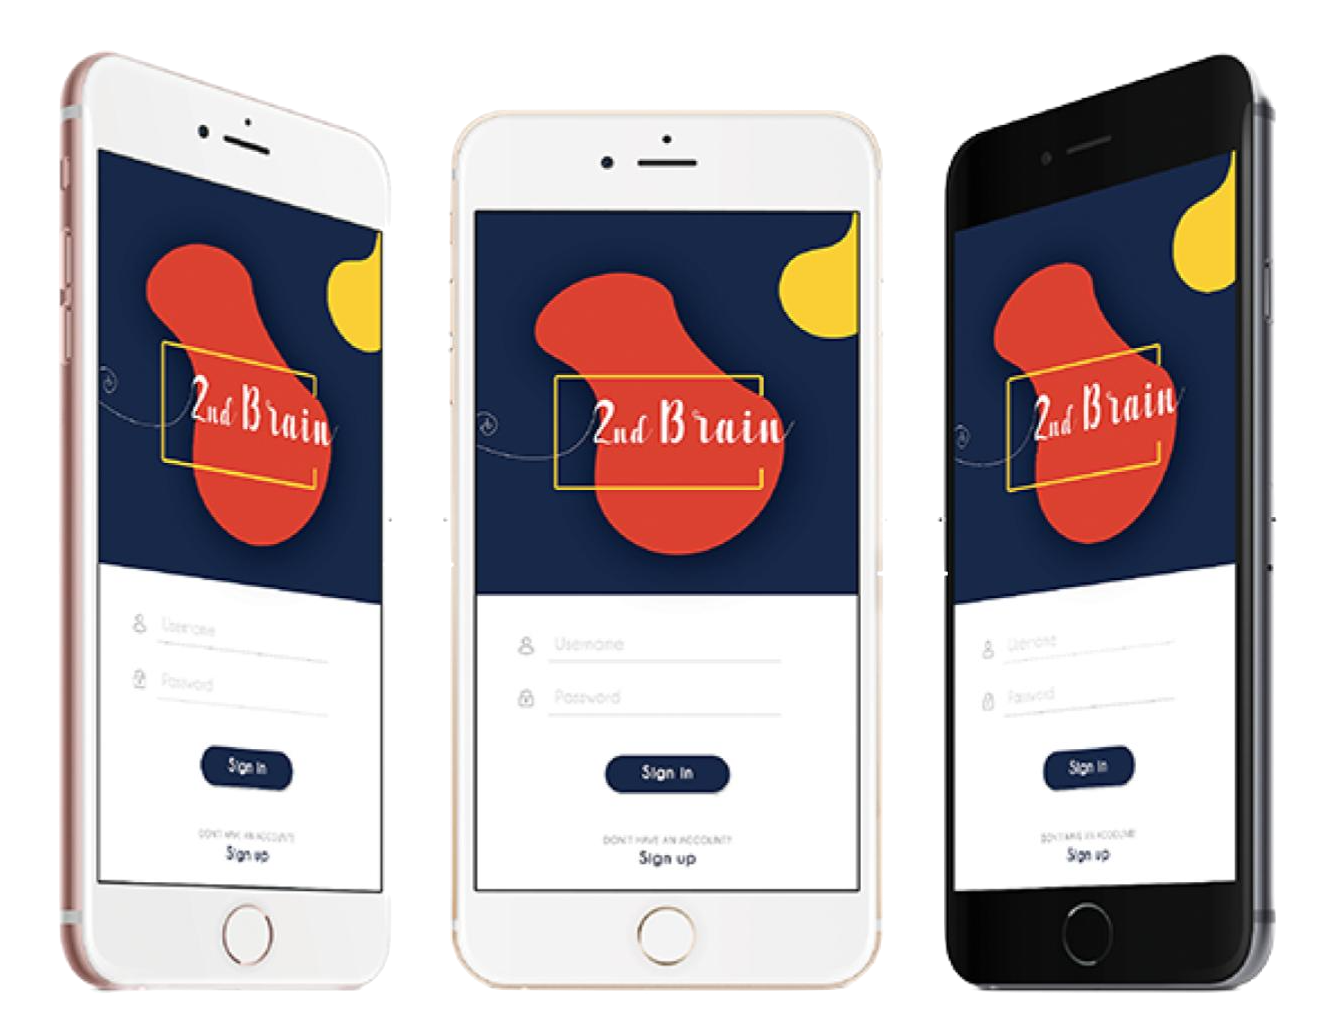 2nd Brain
Username
Password
Sign in
DON'T HAVE AN ACCOUNT?
Sign up
2nd Brain
Username
Password
Sign in
DON'T HAVE AN ACCOUNT?
Sign up
2nd Brain
Username
Password
Sign in
DON'T HAVE AN ACCOUNT?
Sign up